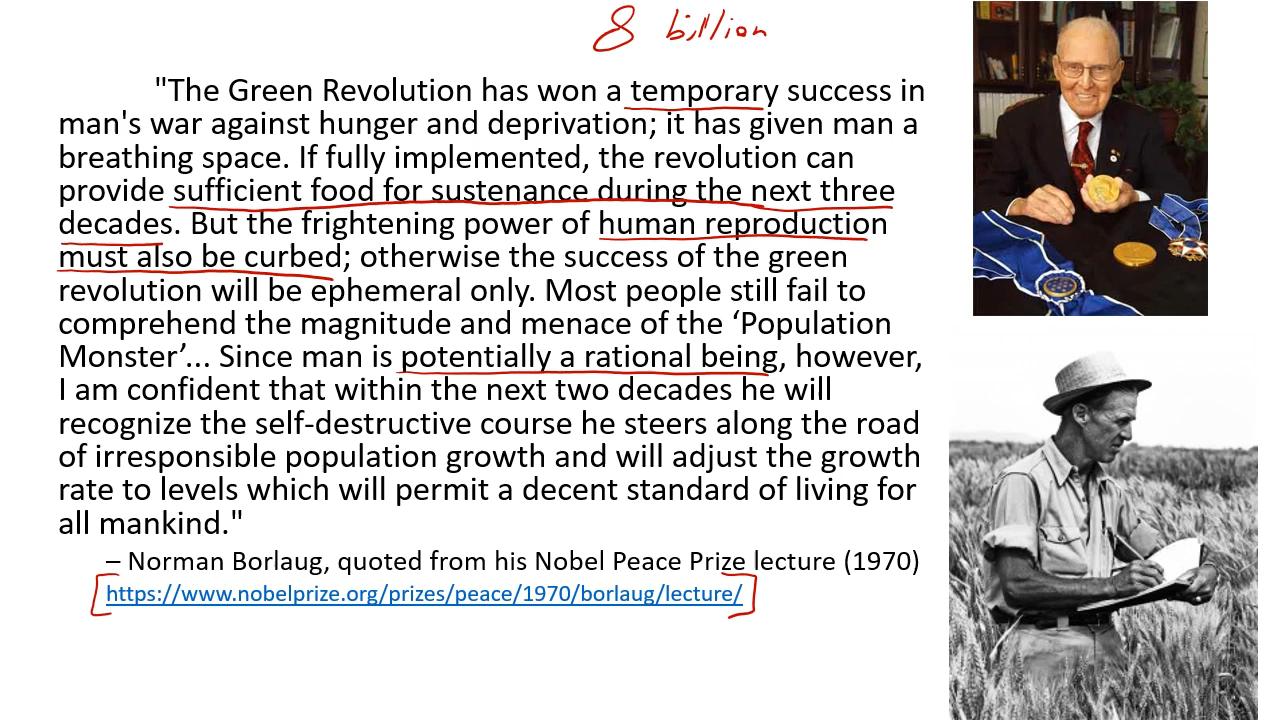 8 billion
"The Green Revolution has won a temporary success in
man's war against hunger and deprivation; it has given man a
breathing space. If fully implemented, the revolution can
provide sufficient food for sustenance during the next three
decades. But the frightening power of human reproduction
must also be curbed; otherwise the success of the green
revolution will be ephemeral only. Most people still fail to
comprehend the magnitude and menace of the ‘Population
Monster’... Since man is potentially a rational being, however,
I am confident that within the next two decades he will
recognize the self-destructive course he steers along the road
of irresponsible population growth and will adjust the growth
rate to levels which will permit a decent standard of living for
all mankind."
– Norman Borlaug, quoted from his Nobel Peace Prize lecture (1970)
https://www.nobelprize.org/prizes/peace/1970/borlaug/lecture/